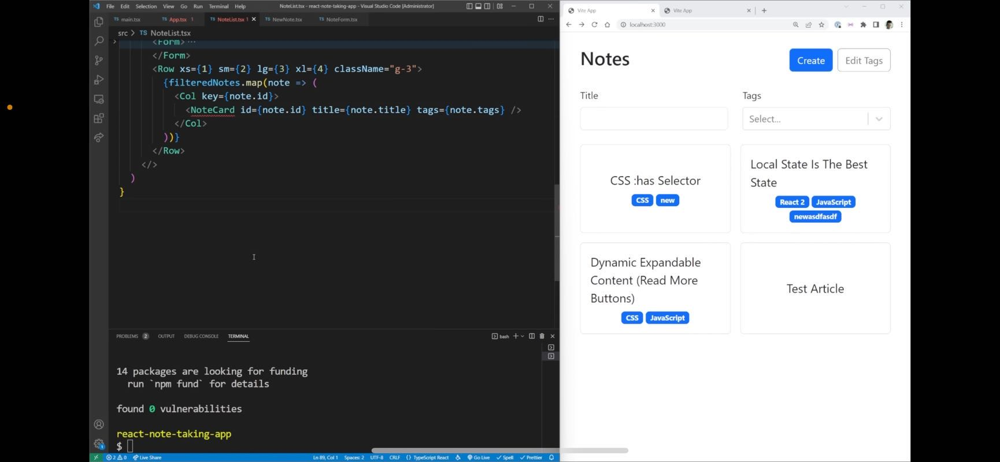 File Edit Selection View Go Run Terminal Help NoteList.tsx - react-note-taking-app - Visual Studio Code [Administrator]
TS main.tsx TS App.tsx 1 TS NoteList.tsx 1 TS NewNote.tsx TS NoteForm.tsx
src > TS NoteList.tsx
<Form> ...
</Form>
<Row xs={1} sm={2} lg={3} xl={4} className="g-3">
{filteredNotes.map(note => (
<Col key={note.id}>
<NoteCard id={note.id} title={note.title} tags={note.tags} />
</Col>
))}
</Row>
</>
)
}
PROBLEMS 2 OUTPUT DEBUG CONSOLE TERMINAL
bash
14 packages are looking for funding
run `npm fund` for details
found 0 vulnerabilities
react-note-taking-app
$
1
2 0 Live Share Ln 89, Col 1 Spaces: 2 UTF-8 CRLF {} TypeScript React Go Live Spell Prettier
Vite App Vite App
localhost:3000
Notes
Create Edit Tags
Title Tags
Select...
CSS :has Selector
CSS new
Local State Is The Best
State
React 2 JavaScript
newasdfasdf
Dynamic Expandable
Content (Read More
Buttons)
CSS JavaScript
Test Article